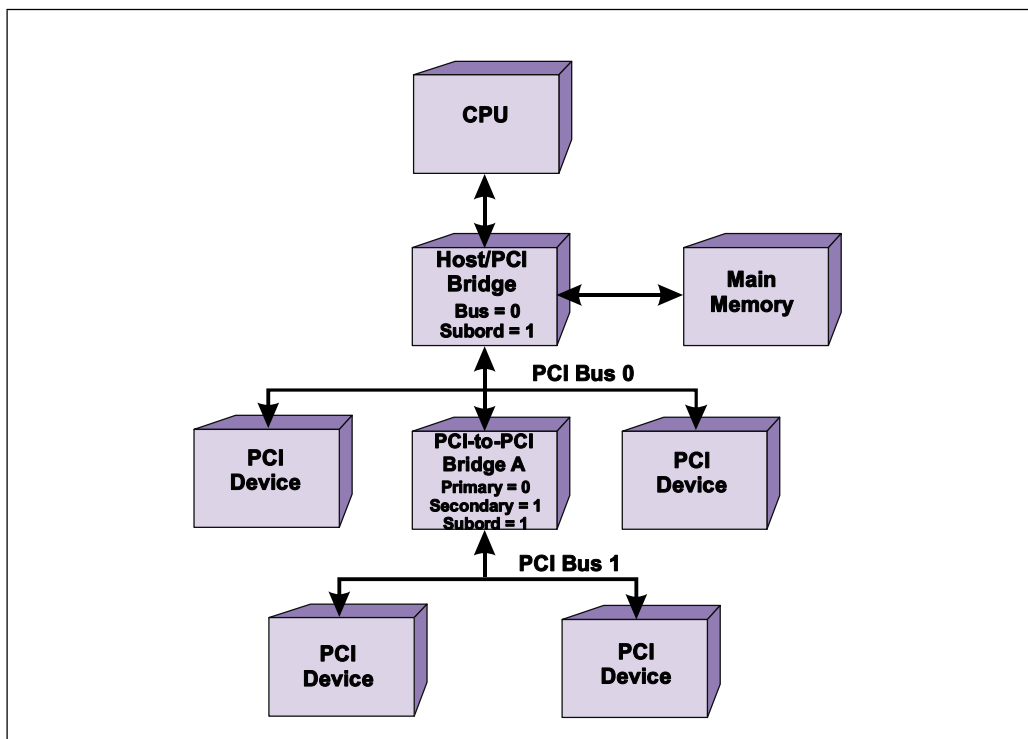 CPU
Host/PCI
Bridge
Bus = 0
Subord = 1
Main
Memory
PCI Bus 0
PCI
Device
PCI-to-PCI
Bridge A
Primary = 0
Secondary = 1
Subord = 1
PCI
Device
PCI Bus 1
PCI
Device
PCI
Device